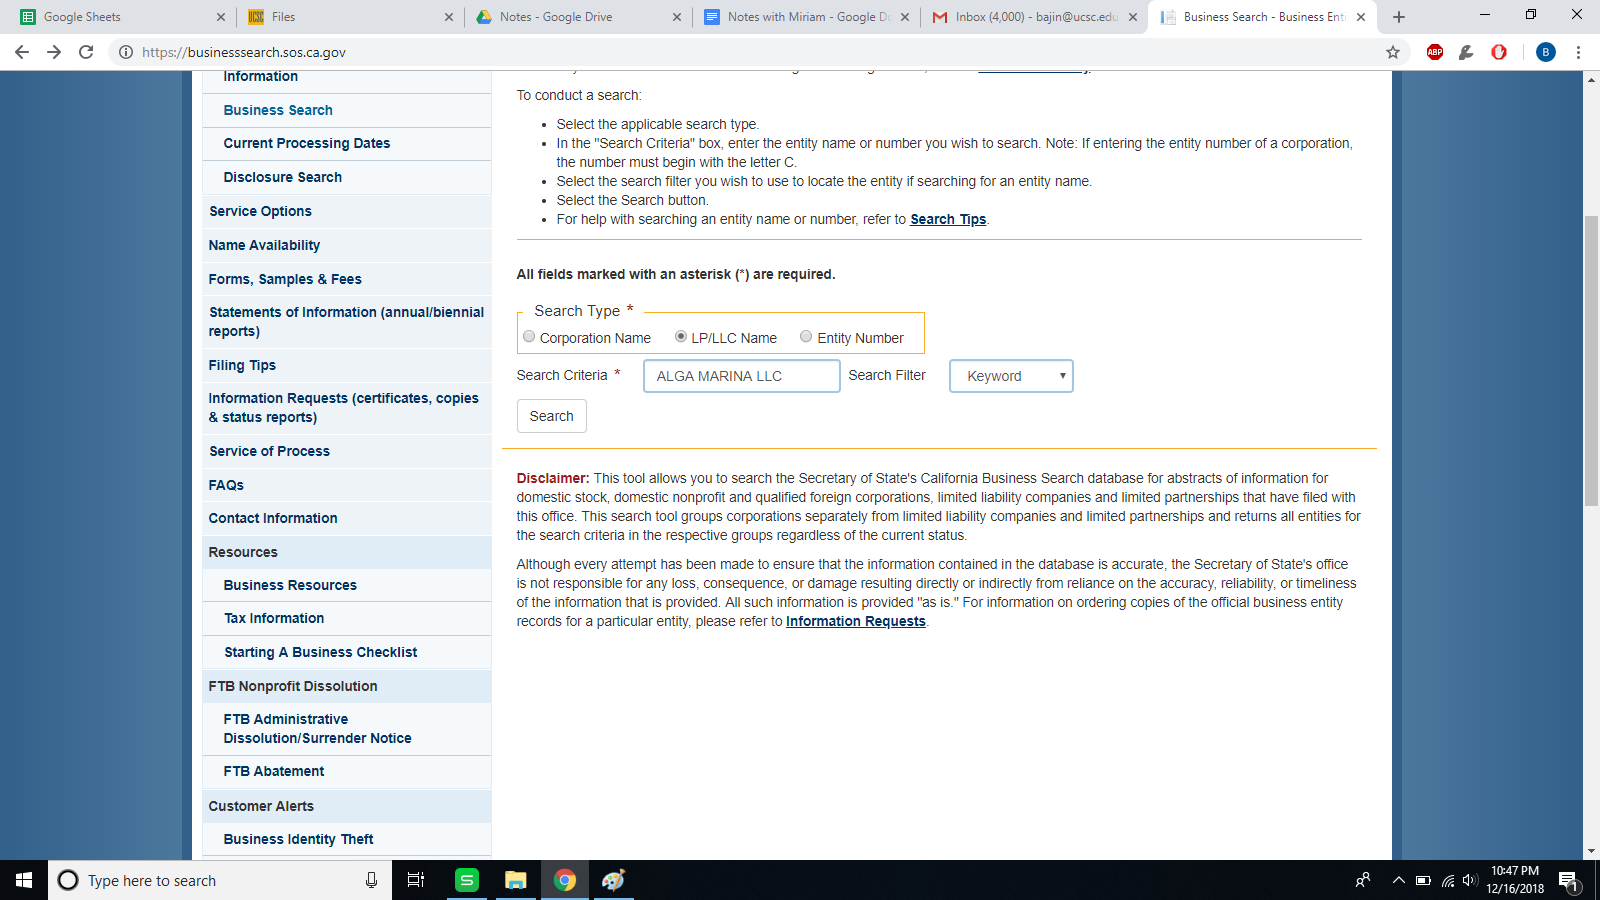 Google Sheets
Files
Notes - Google Drive
Notes with Miriam - Google Do
Inbox (4,000) - bajin@ucsc.edu
Business Search - Business Enti
https://businesssearch.sos.ca.gov
ABP
B
Information
Business Search
Current Processing Dates
Disclosure Search
Service Options
Name Availability
Forms, Samples & Fees
Statements of Information (annual/biennial
reports)
Filing Tips
Information Requests (certificates, copies
& status reports)
Service of Process
FAQs
Contact Information
Resources
Business Resources
Tax Information
Starting A Business Checklist
FTB Nonprofit Dissolution
FTB Administrative
Dissolution/Surrender Notice
FTB Abatement
Customer Alerts
Business Identity Theft
To conduct a search:
• Select the applicable search type.
• In the "Search Criteria" box, enter the entity name or number you wish to search. Note: If entering the entity number of a corporation,
the number must begin with the letter C.
• Select the search filter you wish to use to locate the entity if searching for an entity name.
• Select the Search button.
• For help with searching an entity name or number, refer to Search Tips.
All fields marked with an asterisk (*) are required.
Search Type *
Corporation Name LP/LLC Name Entity Number
Search Criteria * ALGA MARINA LLC Search Filter Keyword
Search
Disclaimer: This tool allows you to search the Secretary of State's California Business Search database for abstracts of information for
domestic stock, domestic nonprofit and qualified foreign corporations, limited liability companies and limited partnerships that have filed with
this office. This search tool groups corporations separately from limited liability companies and limited partnerships and returns all entities for
the search criteria in the respective groups regardless of the current status.
Although every attempt has been made to ensure that the information contained in the database is accurate, the Secretary of State's office
is not responsible for any loss, consequence, or damage resulting directly or indirectly from reliance on the accuracy, reliability, or timeliness
of the information that is provided. All such information is provided "as is." For information on ordering copies of the official business entity
records for a particular entity, please refer to Information Requests.
Type here to search
S
10:47 PM
12/16/2018
1